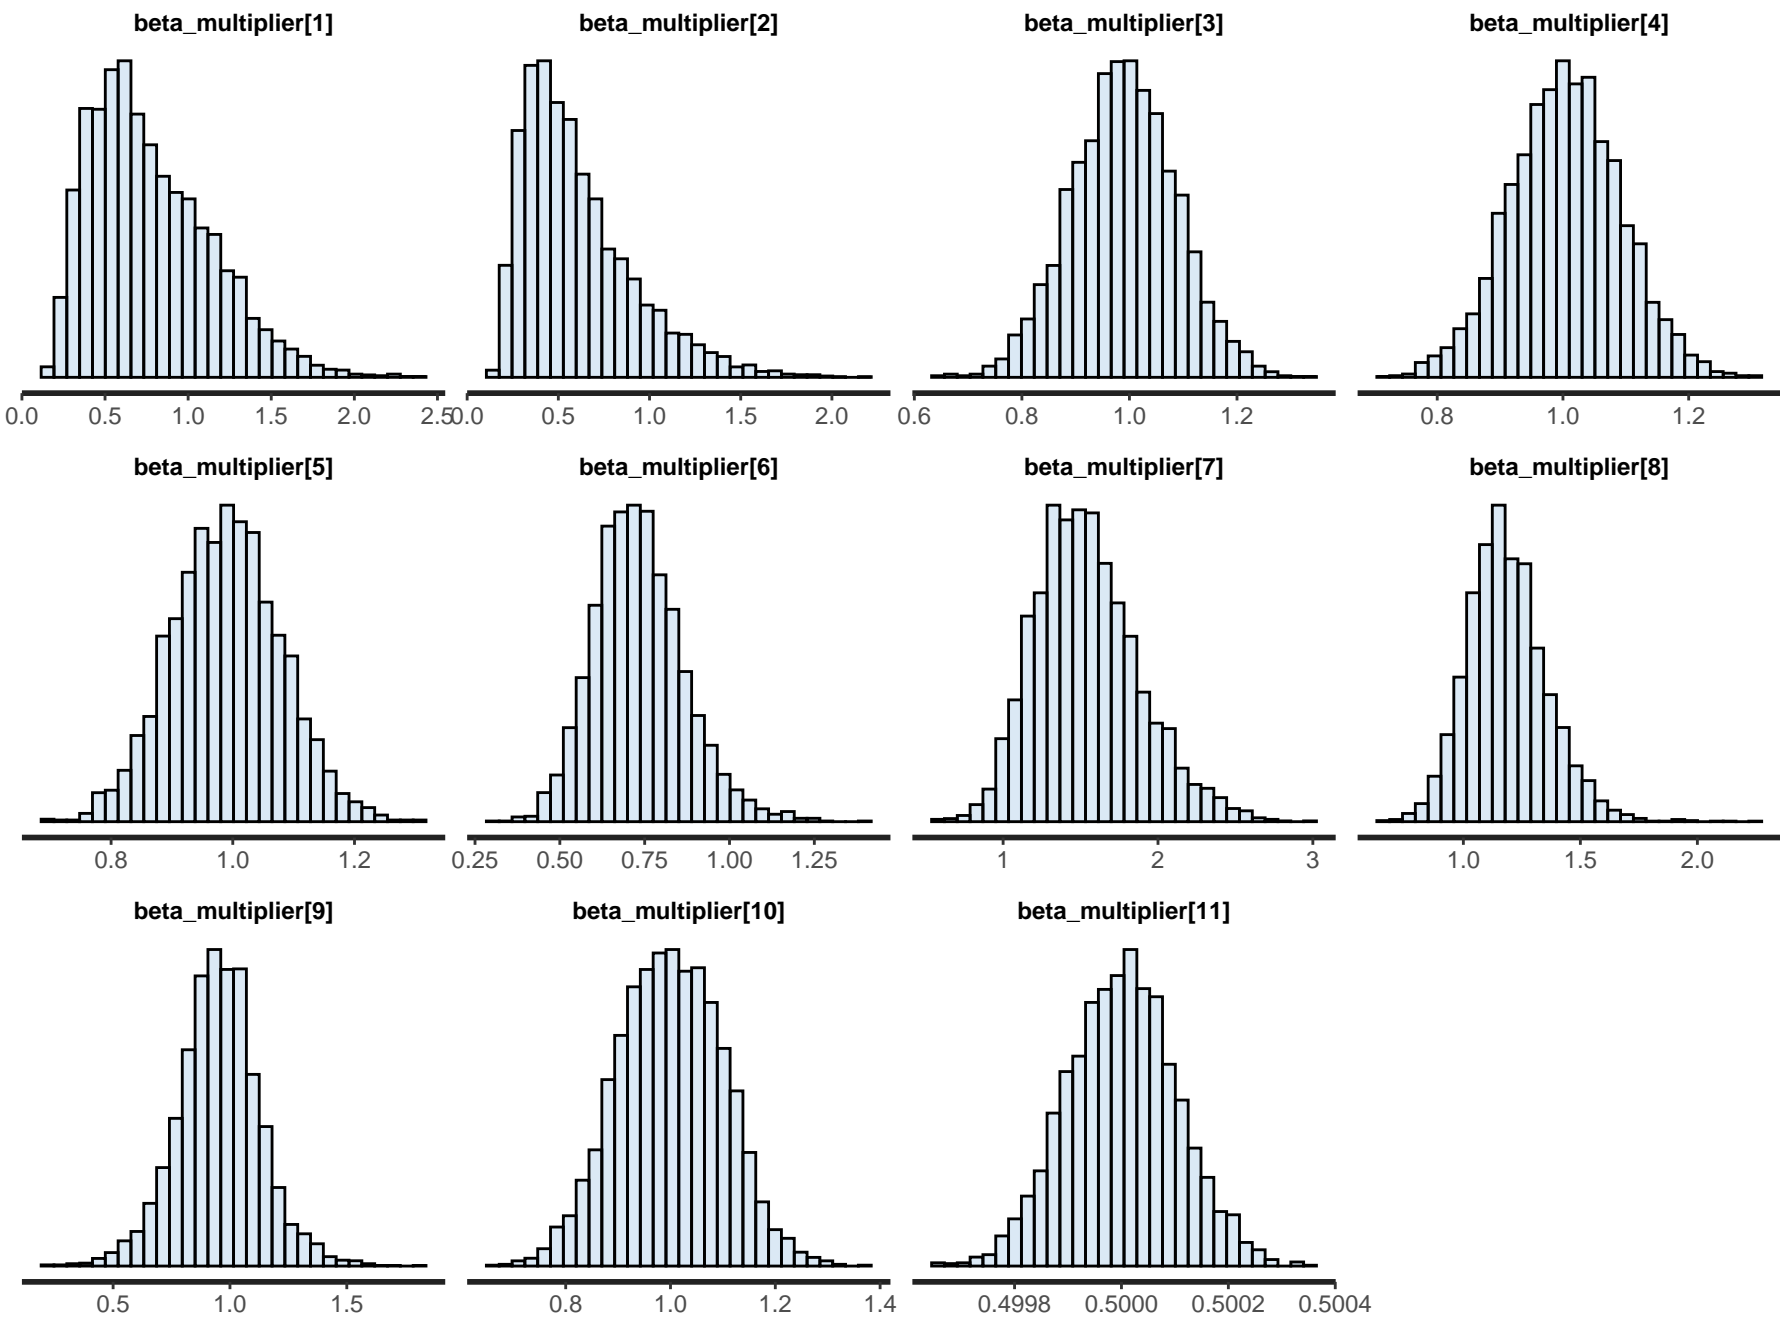 beta_multiplier[1] beta_multiplier[2] beta_multiplier[3] beta_multiplier[4]
0.0 0.5 1.0 1.5 2.0 2.5 0.0 0.5 1.0 1.5 2.0 0.6 0.8 1.0 1.2 0.8 1.0 1.2
beta_multiplier[5] beta_multiplier[6] beta_multiplier[7] beta_multiplier[8]
0.8 1.0 1.2 0.25 0.50 0.75 1.00 1.25 1 2 3 1.0 1.5 2.0
beta_multiplier[9] beta_multiplier[10] beta_multiplier[11]
0.5 1.0 1.5 0.8 1.0 1.2 1.4 0.4998 0.5000 0.5002 0.5004